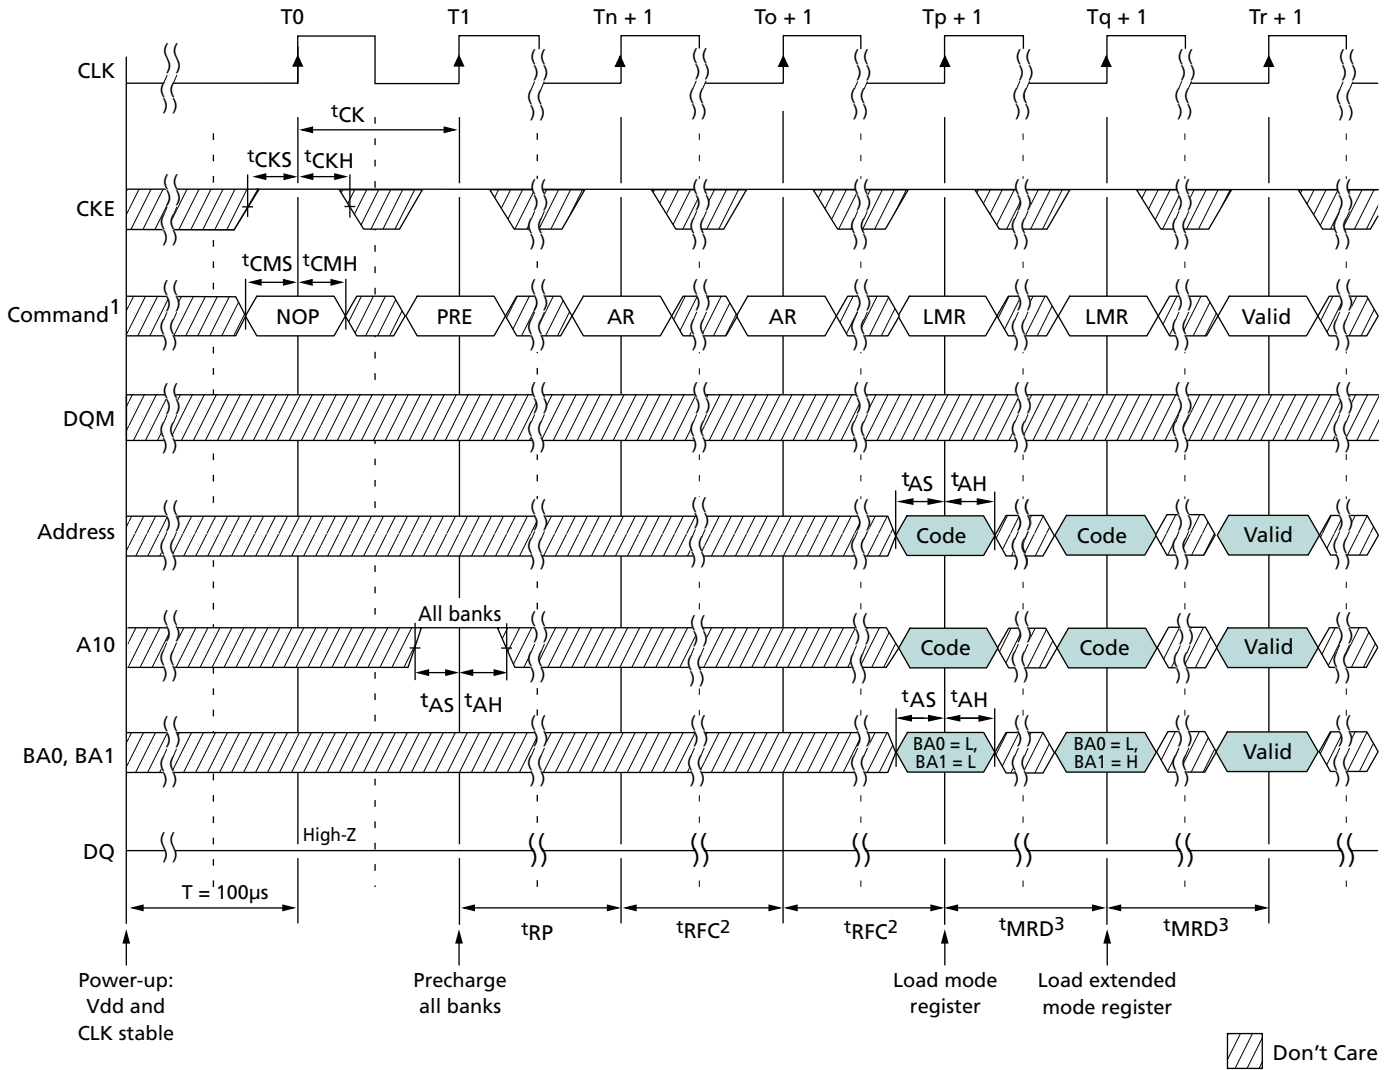 T0 T1 Tn + 1 To + 1 Tp + 1 Tq + 1 Tr + 1
CLK
tCK
tCKS tCKH
CKE
tCMS tCMH
Command1 NOP PRE AR AR LMR LMR Valid
DQM
tAS tAH
Address Code Code Valid
All banks
A10 Code Code Valid
tAS tAH
tAS tAH
BA0, BA1 BA0 = L, BA1 = L BA0 = L, BA1 = H Valid
High-Z
DQ
T = 100µs
tRP tRFC2 tRFC2 tMRD3 tMRD3
Power-up:
Vdd and
CLK stable
Precharge
all banks
Load mode
register
Load extended
mode register
Don't Care